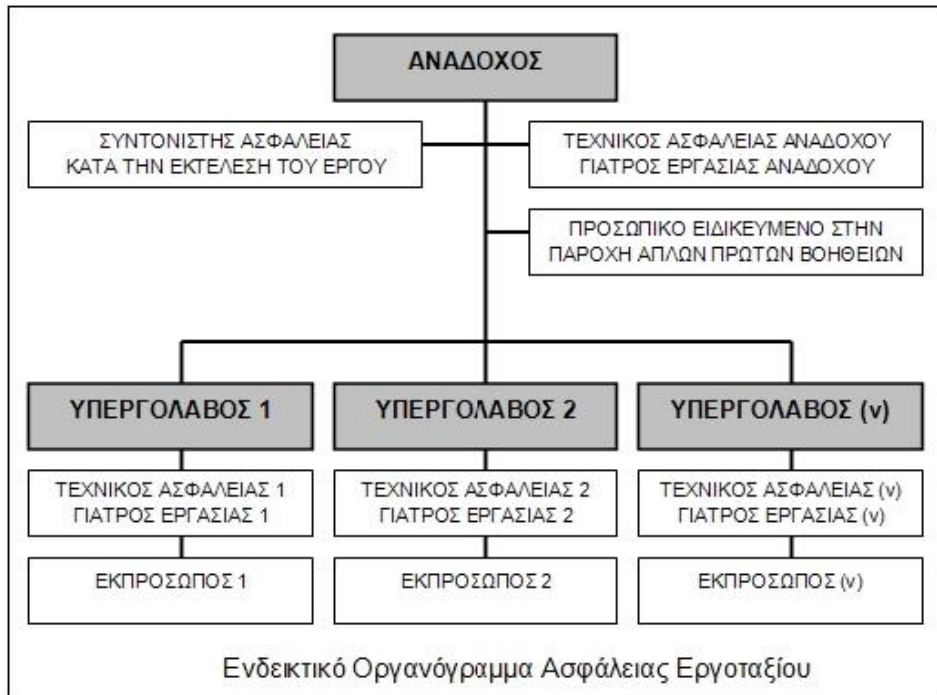 ΑΝΑΔΟΧΟΣ
ΣΥΝΤΟΝΙΣΤΗΣ ΑΣΦΑΛΕΙΑΣ
ΚΑΤΑ ΤΗΝ ΕΚΤΕΛΕΣΗ ΤΟΥ ΕΡΓΟΥ
ΤΕΧΝΙΚΟΣ ΑΣΦΑΛΕΙΑΣ ΑΝΑΔΟΧΟΥ
ΓΙΑΤΡΟΣ ΕΡΓΑΣΙΑΣ ΑΝΑΔΟΧΟΥ
ΠΡΟΣΩΠΙΚΟ ΕΙΔΙΚΕΥΜΕΝΟ ΣΤΗΝ
ΠΑΡΟΧΗ ΑΠΛΩΝ ΠΡΩΤΩΝ ΒΟΗΘΕΙΩΝ
ΥΠΕΡΓΟΛΑΒΟΣ 1
ΤΕΧΝΙΚΟΣ ΑΣΦΑΛΕΙΑΣ 1
ΓΙΑΤΡΟΣ ΕΡΓΑΣΙΑΣ 1
ΕΚΠΡΟΣΩΠΟΣ 1
ΥΠΕΡΓΟΛΑΒΟΣ 2
ΤΕΧΝΙΚΟΣ ΑΣΦΑΛΕΙΑΣ 2
ΓΙΑΤΡΟΣ ΕΡΓΑΣΙΑΣ 2
ΕΚΠΡΟΣΩΠΟΣ 2
ΥΠΕΡΓΟΛΑΒΟΣ (ν)
ΤΕΧΝΙΚΟΣ ΑΣΦΑΛΕΙΑΣ (ν)
ΓΙΑΤΡΟΣ ΕΡΓΑΣΙΑΣ (ν)
ΕΚΠΡΟΣΩΠΟΣ (ν)
Ενδεικτικό Οργανόγραμμα Ασφάλειας Εργοταξίου